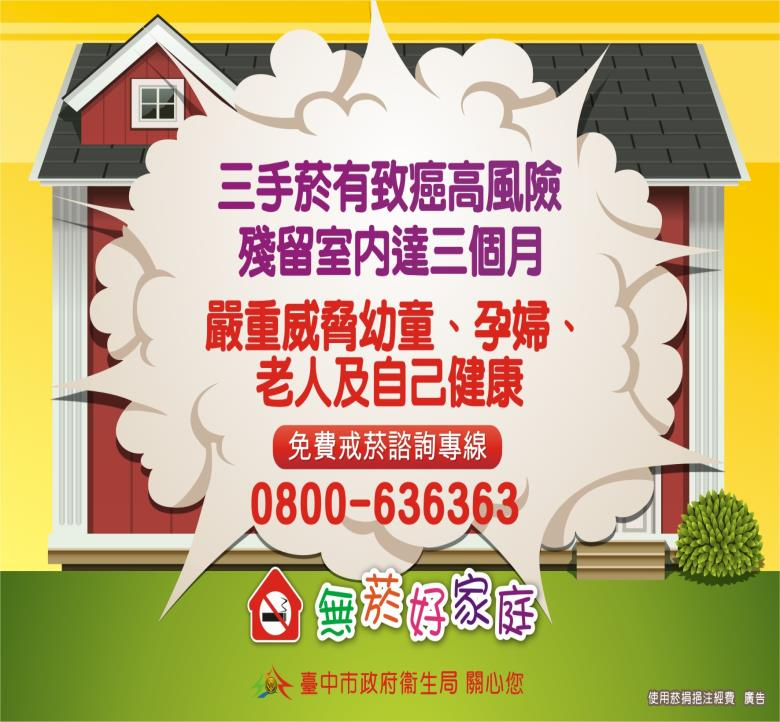 三手菸有致癌高風險
殘留室內達三個月
嚴重威脅幼童、孕婦、
老人及自己健康
免費戒菸諮詢專線
0800-636363
無菸好家庭
臺中市政府衛生局 關心您
使用菸捐挹注經費 廣告